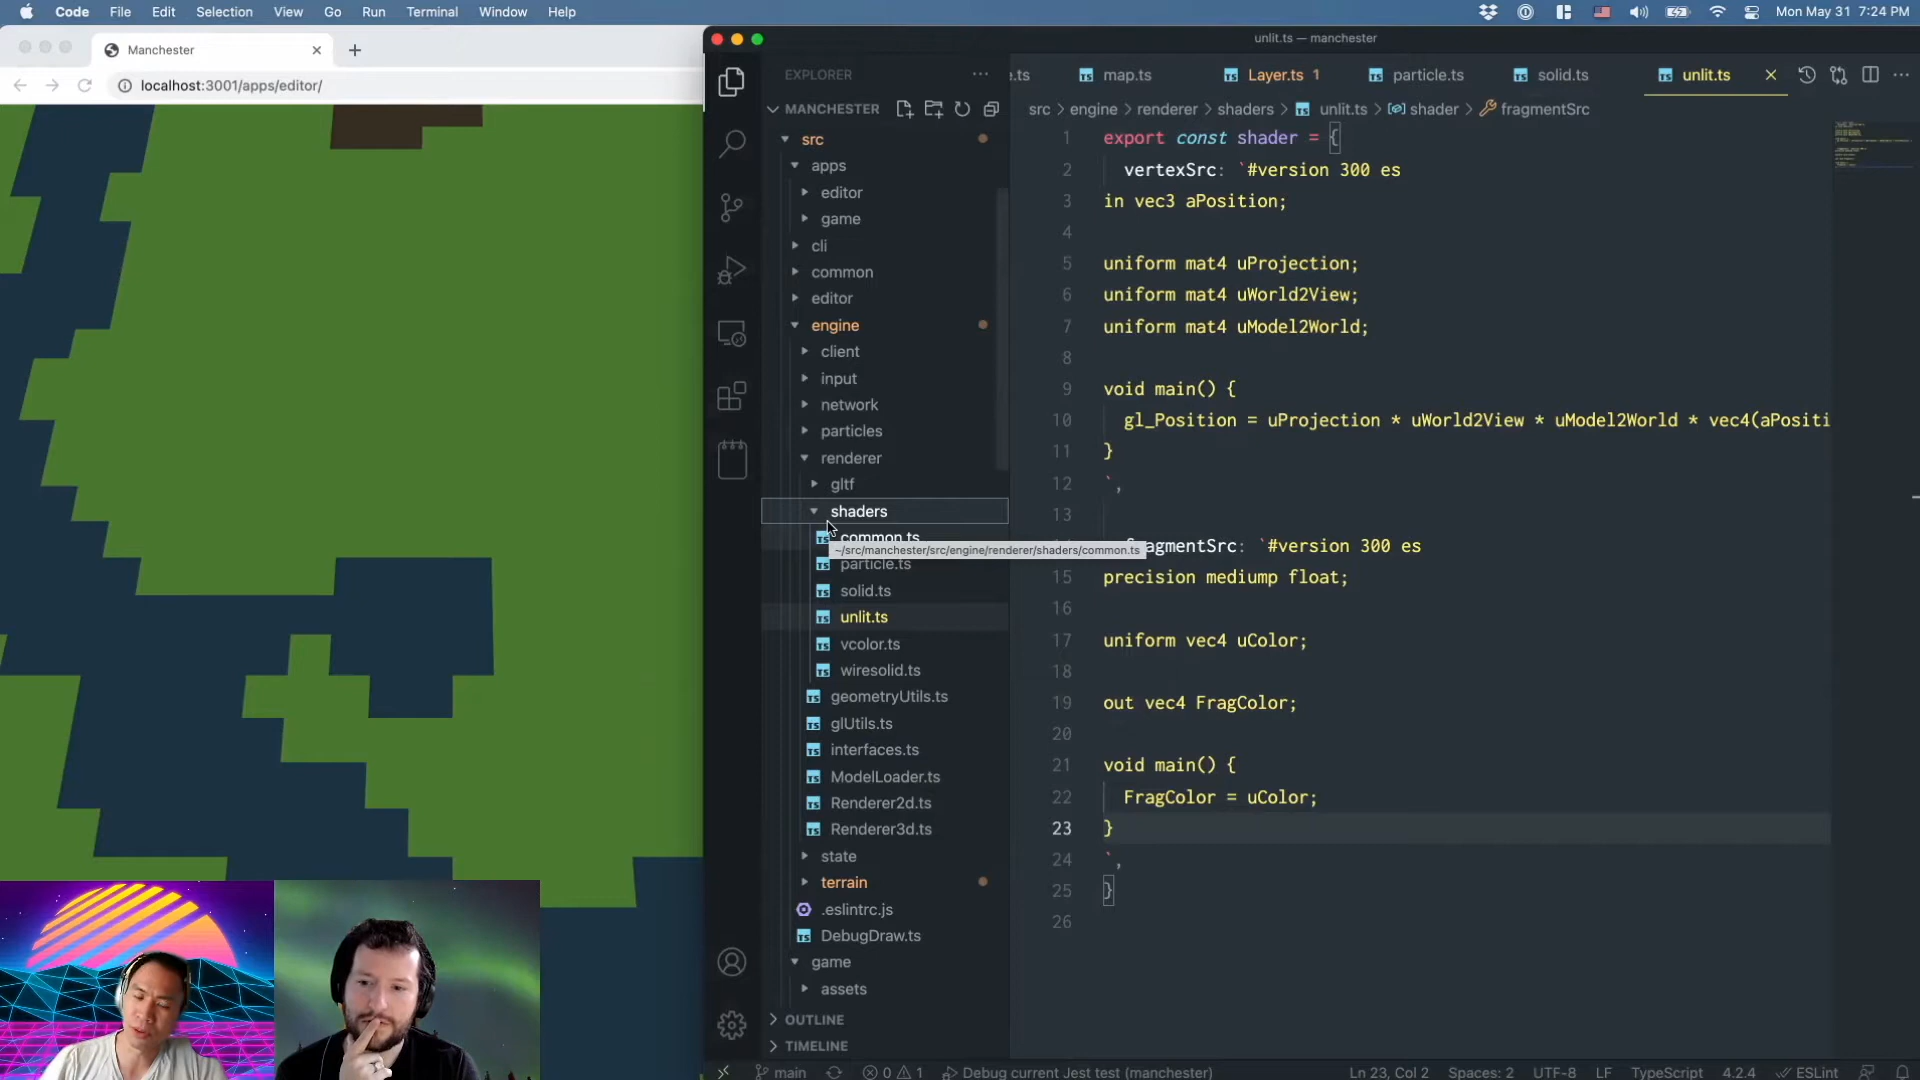 Code File Edit Selection View Go Run Terminal Window Help
Mon May 31 7:24 PM
Manchester
localhost:3001/apps/editor/
unlit.ts — manchester
EXPLORER
e.ts map.ts Layer.ts 1 particle.ts solid.ts unlit.ts
MANCHESTER
src > engine > renderer > shaders > unlit.ts > shader > fragmentSrc
src
apps
editor
game
cli
common
editor
engine
client
input
network
particles
renderer
gltf
shaders
common.ts
~/src/manchester/src/engine/renderer/shaders/common.ts
particle.ts
solid.ts
unlit.ts
vcolor.ts
wiresolid.ts
geometryUtils.ts
glUtils.ts
interfaces.ts
ModelLoader.ts
Renderer2d.ts
Renderer3d.ts
state
terrain
.eslintrc.js
DebugDraw.ts
game
assets
OUTLINE
TIMELINE
1 export const shader = {
2 vertexSrc: `#version 300 es
3 in vec3 aPosition;
4
5 uniform mat4 uProjection;
6 uniform mat4 uWorld2View;
7 uniform mat4 uModel2World;
8
9 void main() {
10 gl_Position = uProjection * uWorld2View * uModel2World * vec4(aPositi
11 }
12 `,
13
agmentSrc: `#version 300 es
15 precision mediump float;
16
17 uniform vec4 uColor;
18
19 out vec4 FragColor;
20
21 void main() {
22 FragColor = uColor;
23 }
24 `,
25 }
26
main 0 1 Debug current Jest test (manchester) Ln 23, Col 2 Spaces: 2 UTF-8 LF TypeScript 4.2.4 ESLint